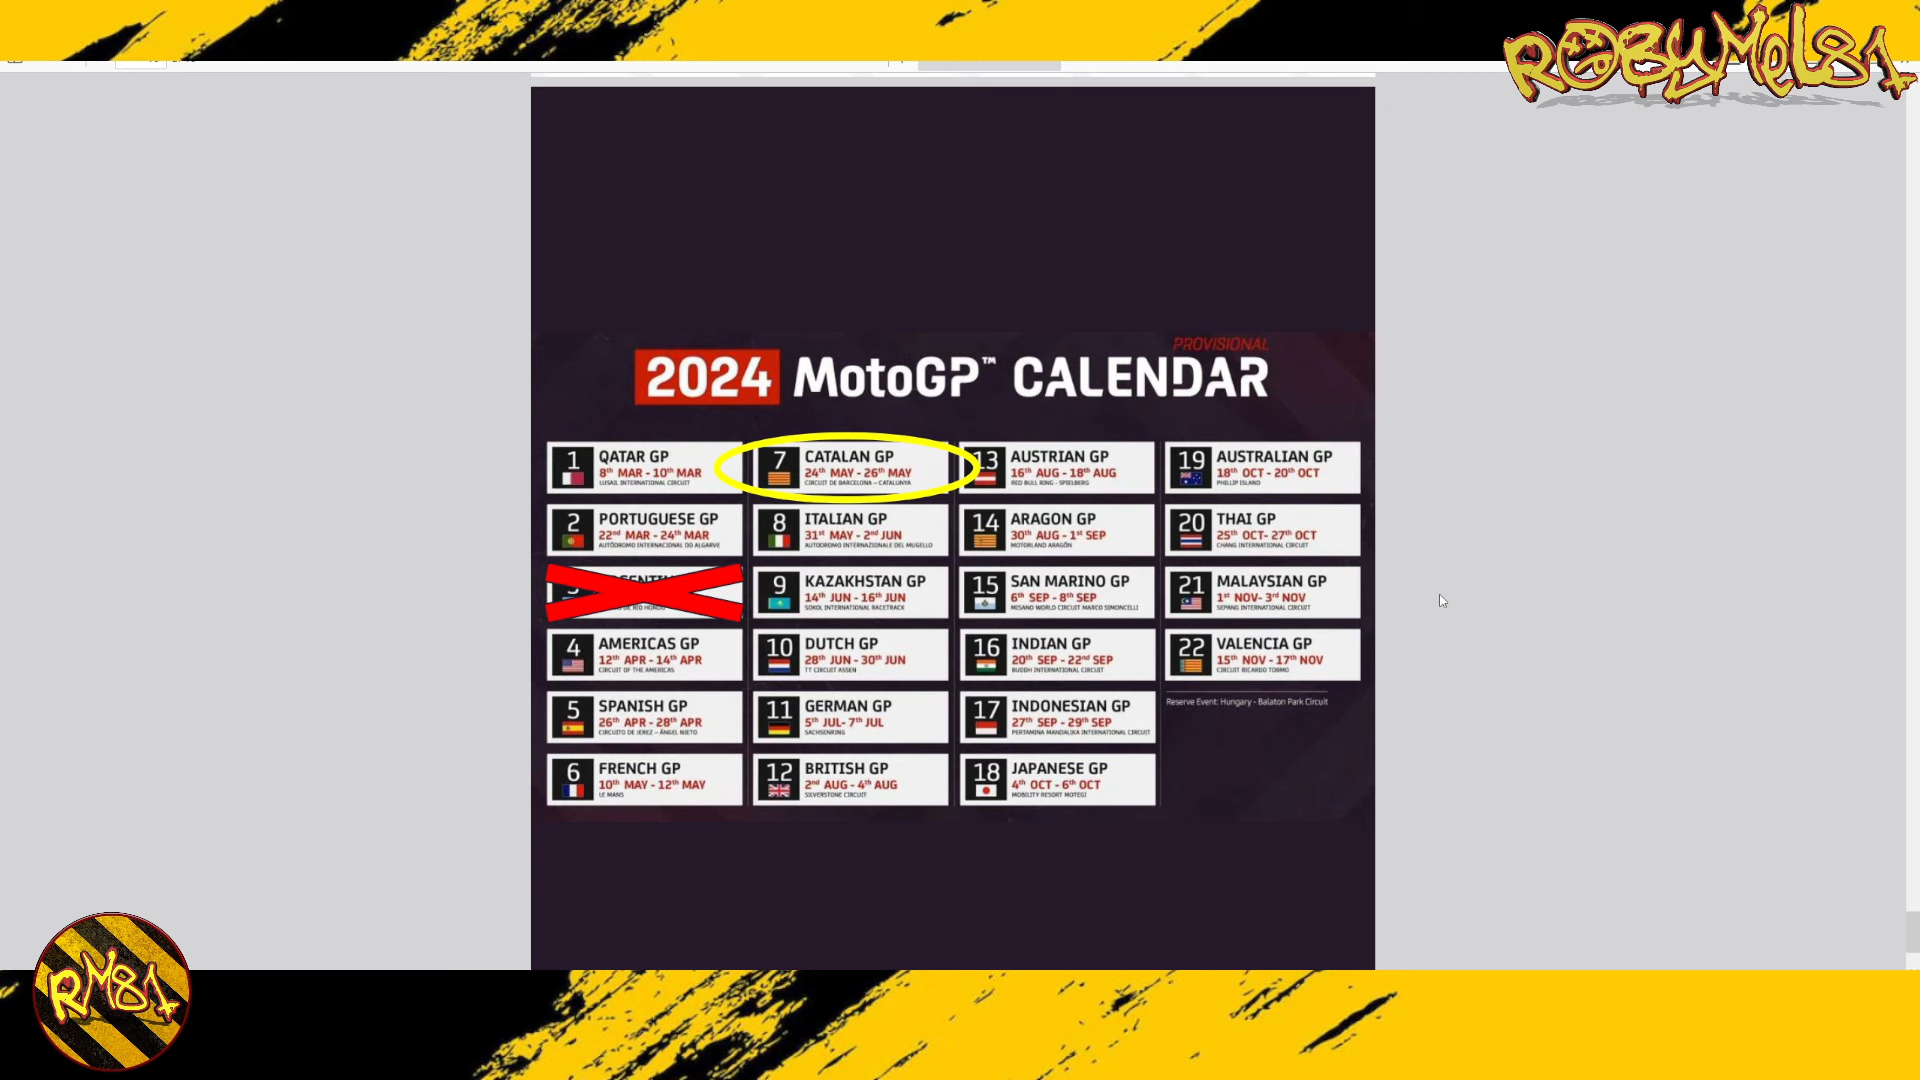 R@BYMEL81
PROVISIONAL
2024 MotoGP™ CALENDAR
1 QATAR GP
8th MAR - 10th MAR
LUSAIL INTERNATIONAL CIRCUIT
2 PORTUGUESE GP
22nd MAR - 24th MAR
AUTÓDROMO INTERNACIONAL DO ALGARVE
DE RIO HONDO
4 AMERICAS GP
12th APR - 14th APR
CIRCUIT OF THE AMERICAS
5 SPANISH GP
26th APR - 28th APR
CIRCUITO DE JEREZ – ÁNGEL NIETO
6 FRENCH GP
10th MAY - 12th MAY
LE MANS
7 CATALAN GP
24th MAY - 26th MAY
CIRCUIT DE BARCELONA – CATALUNYA
8 ITALIAN GP
31st MAY - 2nd JUN
AUTODROMO INTERNAZIONALE DEL MUGELLO
9 KAZAKHSTAN GP
14th JUN - 16th JUN
SOKOL INTERNATIONAL RACETRACK
10 DUTCH GP
28th JUN - 30th JUN
TT CIRCUIT ASSEN
11 GERMAN GP
5th JUL- 7th JUL
SACHSENRING
12 BRITISH GP
2nd AUG - 4th AUG
SILVERSTONE CIRCUIT
13 AUSTRIAN GP
16th AUG - 18th AUG
RED BULL RING - SPIELBERG
14 ARAGON GP
30th AUG - 1st SEP
MOTORLAND ARAGÓN
15 SAN MARINO GP
6th SEP - 8th SEP
MISANO WORLD CIRCUIT MARCO SIMONCELLI
16 INDIAN GP
20th SEP - 22nd SEP
BUDDH INTERNATIONAL CIRCUIT
17 INDONESIAN GP
27th SEP - 29th SEP
PERTAMINA MANDALIKA INTERNATIONAL CIRCUIT
18 JAPANESE GP
4th OCT - 6th OCT
MOBILITY RESORT MOTEGI
19 AUSTRALIAN GP
18th OCT - 20th OCT
PHILLIP ISLAND
20 THAI GP
25th OCT- 27th OCT
CHANG INTERNATIONAL CIRCUIT
21 MALAYSIAN GP
1st NOV- 3rd NOV
SEPANG INTERNATIONAL CIRCUIT
22 VALENCIA GP
15th NOV - 17th NOV
CIRCUIT RICARDO TORMO
Reserve Event: Hungary - Balaton Park Circuit
RM81